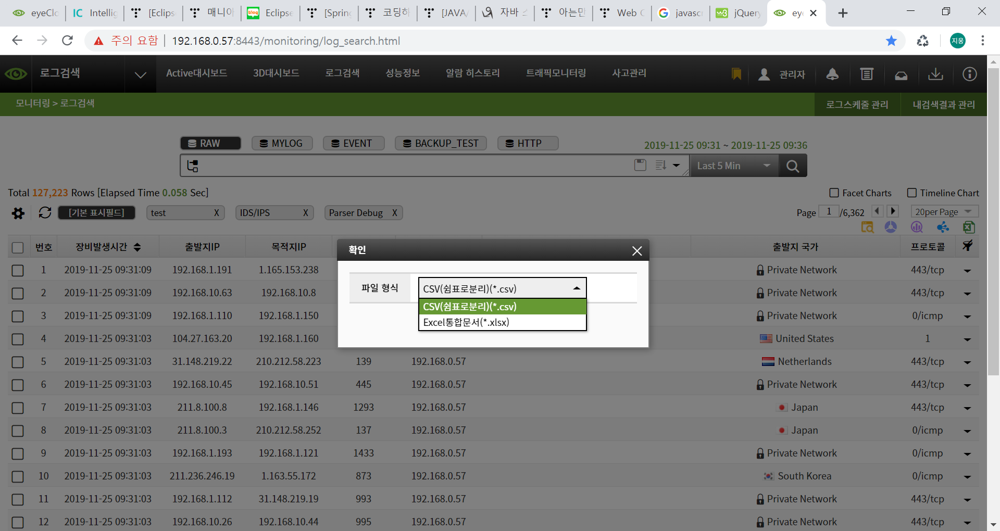 eyeClo
Intellig
[Eclips
매니아
Eclipse
[Spring
코딩하
[JAVA/
자바 스
아는만
Web C
javascr
jQuery
eye
주의 요함
192.168.0.57:8443/monitoring/log_search.html
지웅
로그검색
Active대시보드
3D대시보드
로그검색
성능정보
알람 히스토리
트래픽모니터링
사고관리
관리자
모니터링 > 로그검색
로그스케줄 관리
내검색결과 관리
RAW
MYLOG
EVENT
BACKUP_TEST
HTTP
2019-11-25 09:31 ~ 2019-11-25 09:36
Last 5 Min
Total 127,223 Rows [Elapsed Time 0.058 Sec]
Facet Charts
Timeline Chart
[기본 표시필드]
test X
IDS/IPS X
Parser Debug X
Page 1 /6,362
20per Page
번호 장비발생시간 출발지IP 목적지IP 출발지 국가 프로토콜
확인
파일 형식
CSV(쉼표로분리)(*.csv)
CSV(쉼표로분리)(*.csv)
Excel통합문서(*.xlsx)
1 2019-11-25 09:31:09 192.168.1.191 1.165.153.238 Private Network 443/tcp
2 2019-11-25 09:31:09 192.168.10.63 192.168.10.8 Private Network 443/tcp
3 2019-11-25 09:31:09 192.168.1.110 192.168.1.150 Private Network 0/icmp
4 2019-11-25 09:31:03 104.27.163.20 192.168.1.160 United States 1
5 2019-11-25 09:31:03 31.148.219.22 210.212.58.223 139 192.168.0.57 Netherlands 443/tcp
6 2019-11-25 09:31:03 192.168.10.45 192.168.10.51 445 192.168.0.57 Private Network 443/tcp
7 2019-11-25 09:31:03 211.8.100.8 192.168.1.146 1293 192.168.0.57 Japan 443/tcp
8 2019-11-25 09:31:03 211.8.100.3 210.212.58.252 137 192.168.0.57 Japan 0/icmp
9 2019-11-25 09:31:03 192.168.1.193 192.168.1.121 1433 192.168.0.57 Private Network 0/icmp
10 2019-11-25 09:31:03 211.236.246.19 1.163.55.172 873 192.168.0.57 South Korea 0/icmp
11 2019-11-25 09:31:03 192.168.1.112 31.148.219.19 993 192.168.0.57 Private Network 443/tcp
12 2019-11-25 09:31:03 192.168.10.26 192.168.10.44 995 192.168.0.57 Private Network 443/tcp